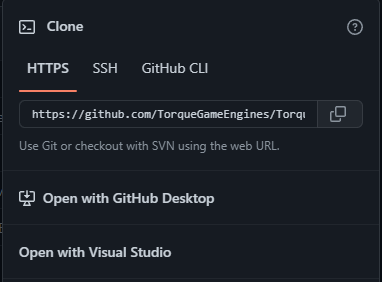 Clone
HTTPS SSH GitHub CLI
https://github.com/TorqueGameEngines/Torqu
Use Git or checkout with SVN using the web URL.
Open with GitHub Desktop
Open with Visual Studio